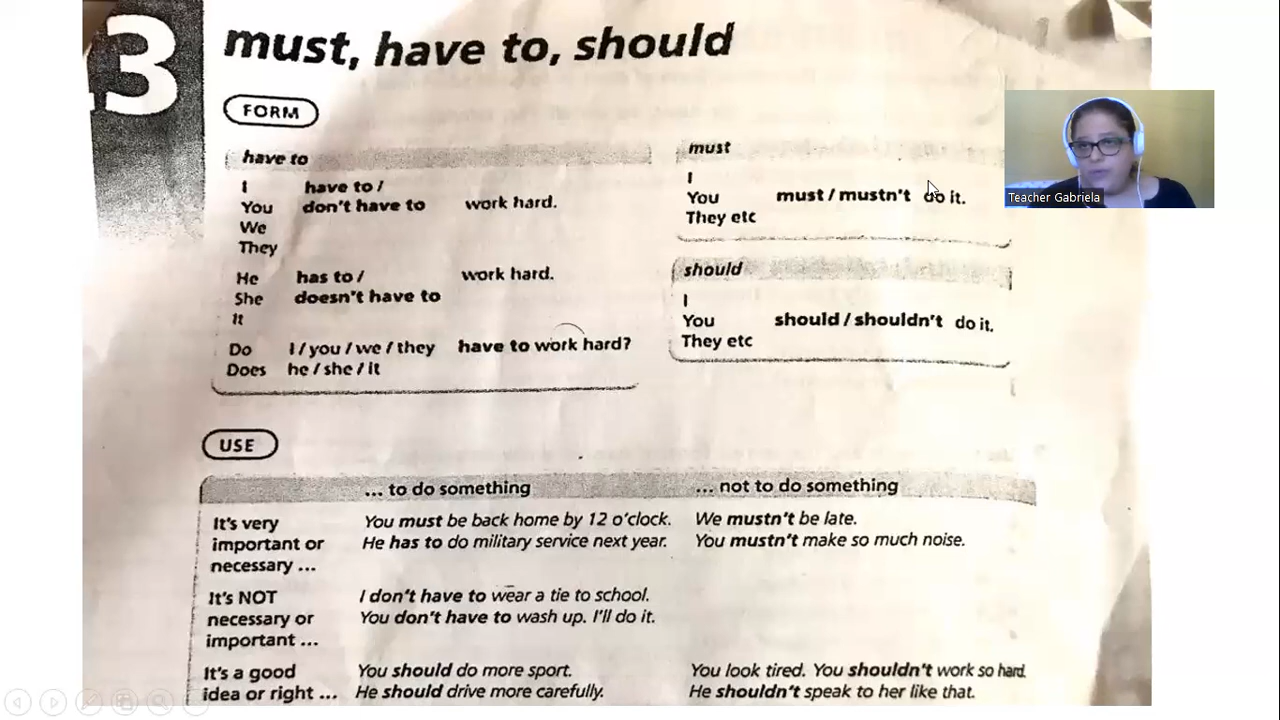 3
must, have to, should
FORM
have to
I have to /
You don't have to work hard.
We
They
He has to / work hard.
She doesn't have to
It
Do I / you / we / they have to work hard?
Does he / she / it
must
I
You must / mustn't do it.
They etc
should
I
You should / shouldn't do it.
They etc
Teacher Gabriela
USE
... to do something ... not to do something
It's very You must be back home by 12 o'clock. We mustn't be late.
important or He has to do military service next year. You mustn't make so much noise.
necessary ...
It's NOT I don't have to wear a tie to school.
necessary or You don't have to wash up. I'll do it.
important ...
It's a good You should do more sport. You look tired. You shouldn't work so hard.
idea or right ... He should drive more carefully. He shouldn't speak to her like that.